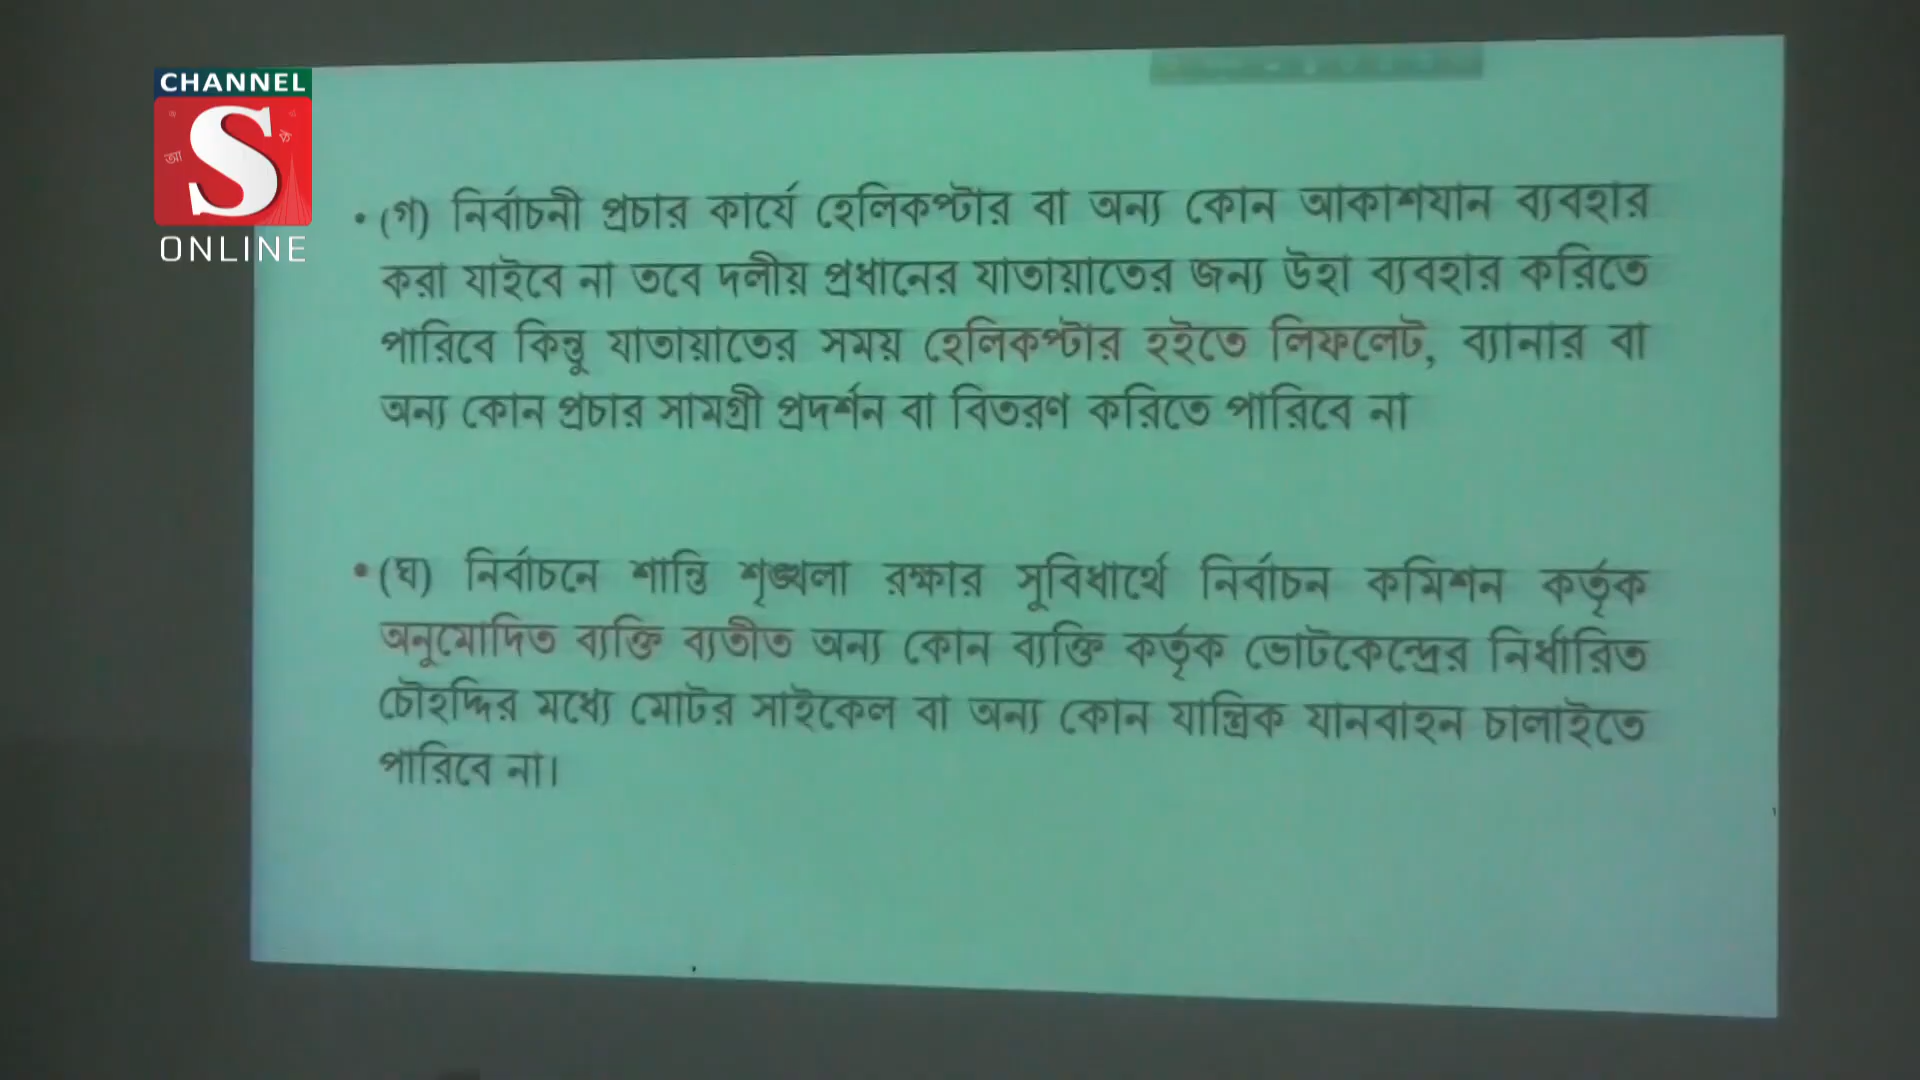 CHANNEL
S
ONLINE
• (গ) নির্বাচনী প্রচার কার্যে হেলিকপ্টার বা অন্য কোন আকাশযান ব্যবহার
করা যাইবে না তবে দলীয় প্রধানের যাতায়াতের জন্য উহা ব্যবহার করিতে
পারিবে কিন্তু যাতায়াতের সময় হেলিকপ্টার হইতে লিফলেট, ব্যানার বা
অন্য কোন প্রচার সামগ্রী প্রদর্শন বা বিতরণ করিতে পারিবে না
• (ঘ) নির্বাচনে শান্তি শৃঙ্খলা রক্ষার সুবিধার্থে নির্বাচন কমিশন কর্তৃক
অনুমোদিত ব্যক্তি ব্যতীত অন্য কোন ব্যক্তি কর্তৃক ভোটকেন্দ্রের নির্ধারিত
চৌহদ্দির মধ্যে মোটর সাইকেল বা অন্য কোন যান্ত্রিক যানবাহন চালাইতে
পারিবে না।